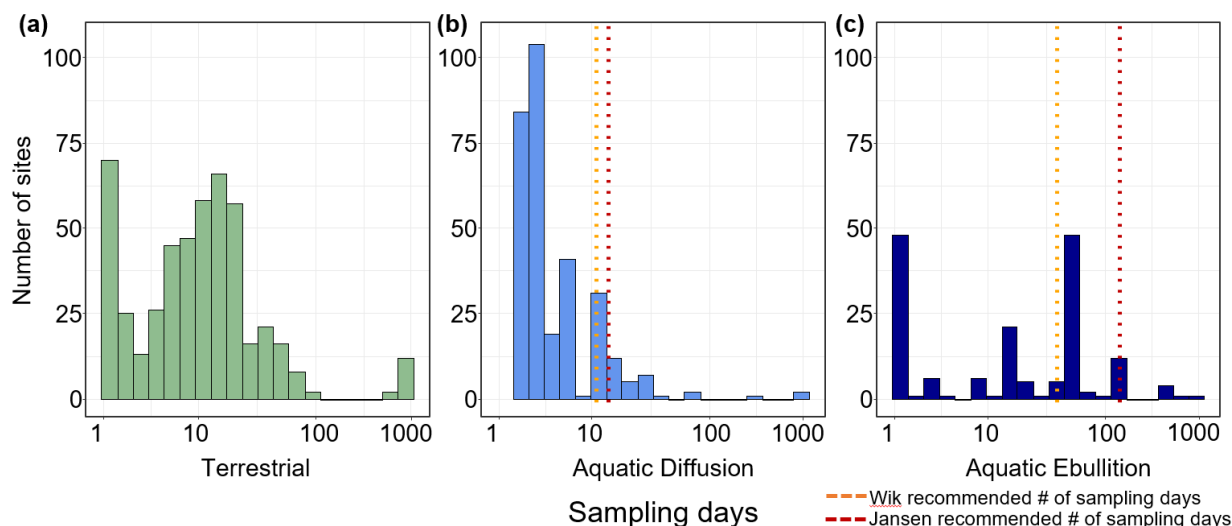 (a)
(b)
(c)
Number of sites
100
75
50
25
0
1
10
100
1000
Terrestrial
100
75
50
25
0
1
10
100
1000
Aquatic Diffusion
100
75
50
25
0
1
10
100
1000
Aquatic Ebullition
Sampling days
Wik recommended # of sampling days
Jansen recommended # of sampling days